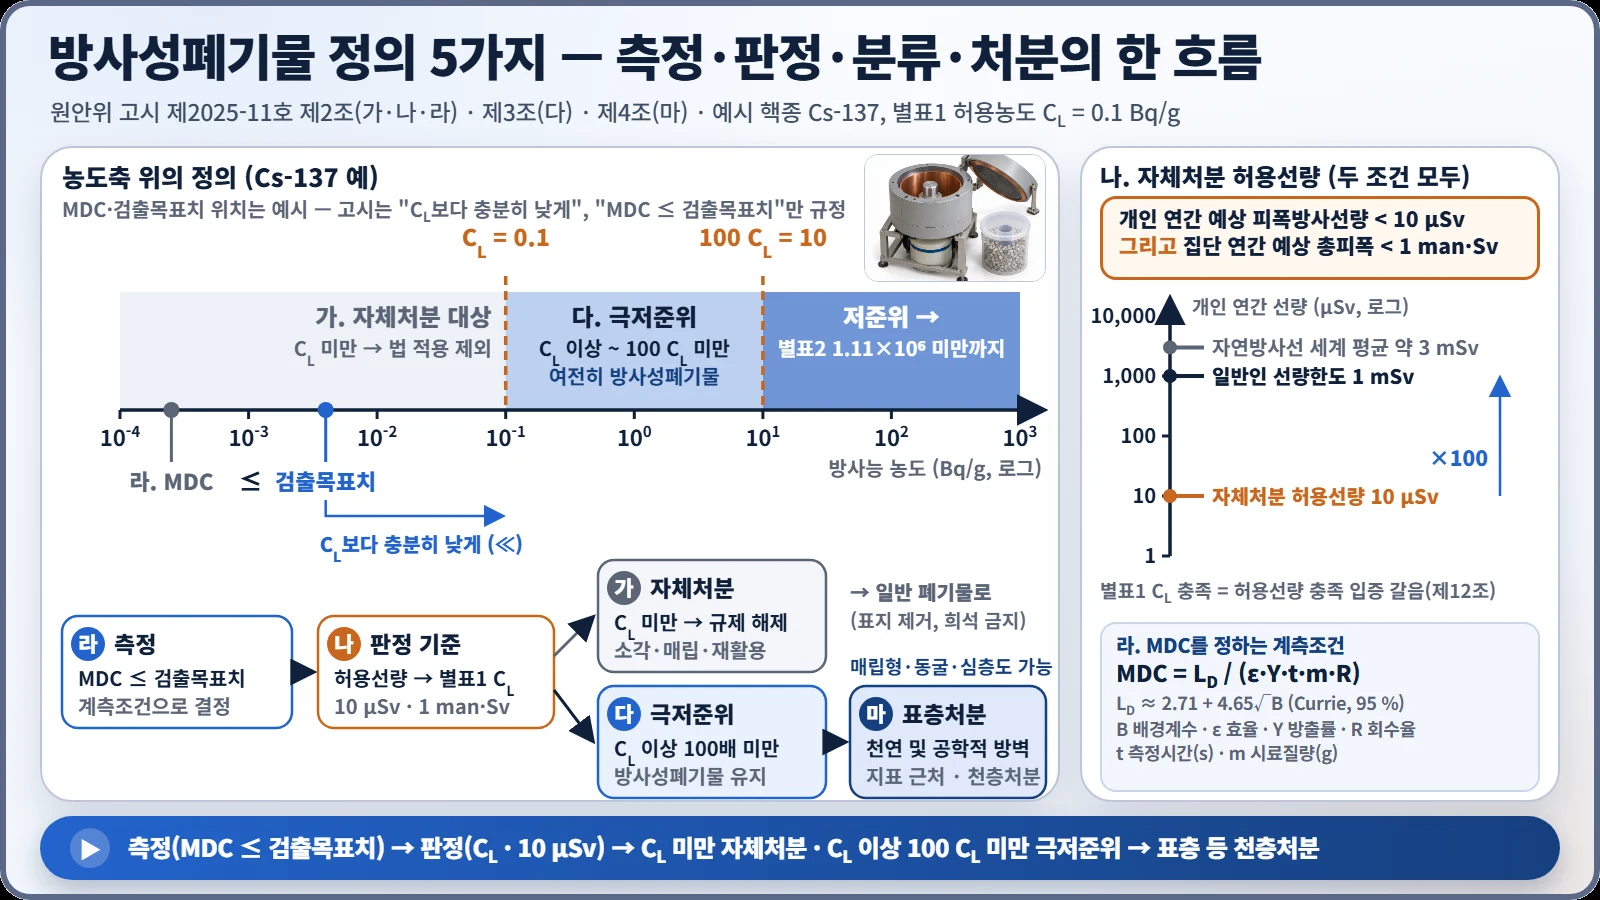 방사성폐기물 정의 5가지 — 측정·판정·분류·처분의 한 흐름
원안위 고시 제2025-11호 제2조(가·나·라) · 제3조(다) · 제4조(마) · 예시 핵종 Cs-137, 별표1 허용농도 C_L = 0.1 Bq/g
농도축 위의 정의 (Cs-137 예)
MDC·검출목표치 위치는 예시 — 고시는 "C_L보다 충분히 낮게", "MDC ≤ 검출목표치"만 규정
C_L = 0.1
100 C_L = 10
가. 자체처분 대상
C_L 미만 → 법 적용 제외
다. 극저준위
C_L 이상 ~ 100 C_L 미만
여전히 방사성폐기물
저준위 →
별표2 1.11×10⁶ 미만까지
10⁻⁴ 10⁻³ 10⁻² 10⁻¹ 10⁰ 10¹ 10² 10³
방사능 농도 (Bq/g, 로그)
라. MDC ≤ 검출목표치
C_L보다 충분히 낮게 (≪)
라 측정
MDC ≤ 검출목표치
계측조건으로 결정
나 판정 기준
허용선량 → 별표1 C_L
10 μSv · 1 man·Sv
가 자체처분
C_L 미만 → 규제 해제
소각·매립·재활용
→ 일반 폐기물로
(표지 제거, 희석 금지)
다 극저준위
C_L 이상 100배 미만
방사성폐기물 유지
매립형·동굴·심층도 가능
마 표층처분
천연 및 공학적 방벽
지표 근처 · 천층처분
나. 자체처분 허용선량 (두 조건 모두)
개인 연간 예상 피폭방사선량 < 10 μSv
그리고 집단 연간 예상 총피폭 < 1 man·Sv
개인 연간 선량 (μSv, 로그)
10,000
자연방사선 세계 평균 약 3 mSv
1,000 일반인 선량한도 1 mSv
100
×100
10 자체처분 허용선량 10 μSv
1
별표1 C_L 충족 = 허용선량 충족 입증 갈음(제12조)
라. MDC를 정하는 계측조건
MDC = L_D / (ε·Y·t·m·R)
L_D ≈ 2.71 + 4.65√B (Currie, 95 %)
B 배경계수 · ε 효율 · Y 방출률 · R 회수율
t 측정시간(s) · m 시료질량(g)
측정(MDC ≤ 검출목표치) → 판정(C_L · 10 μSv) → C_L 미만 자체처분 · C_L 이상 100 C_L 미만 극저준위 → 표층 등 천층처분